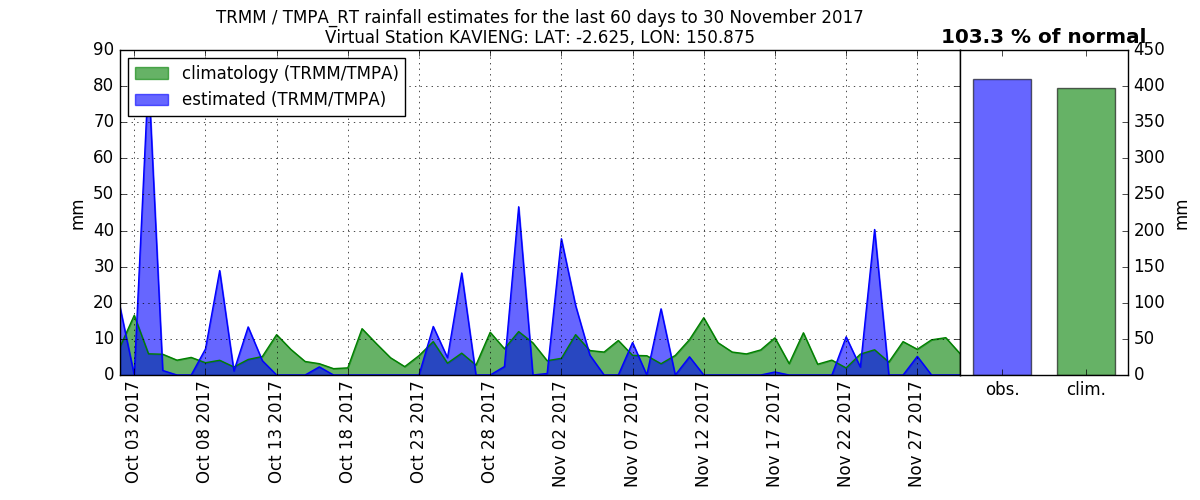 TRMM / TMPA_RT rainfall estimates for the last 60 days to 30 November 2017
Virtual Station KAVIENG: LAT: -2.625, LON: 150.875
103.3 % of normal
climatology (TRMM/TMPA)
estimated (TRMM/TMPA)
90
80
70
60
50
40
30
20
10
0
mm
450
400
350
300
250
200
150
100
50
0
mm
obs.
clim.
Oct 03 2017
Oct 08 2017
Oct 13 2017
Oct 18 2017
Oct 23 2017
Oct 28 2017
Nov 02 2017
Nov 07 2017
Nov 12 2017
Nov 17 2017
Nov 22 2017
Nov 27 2017